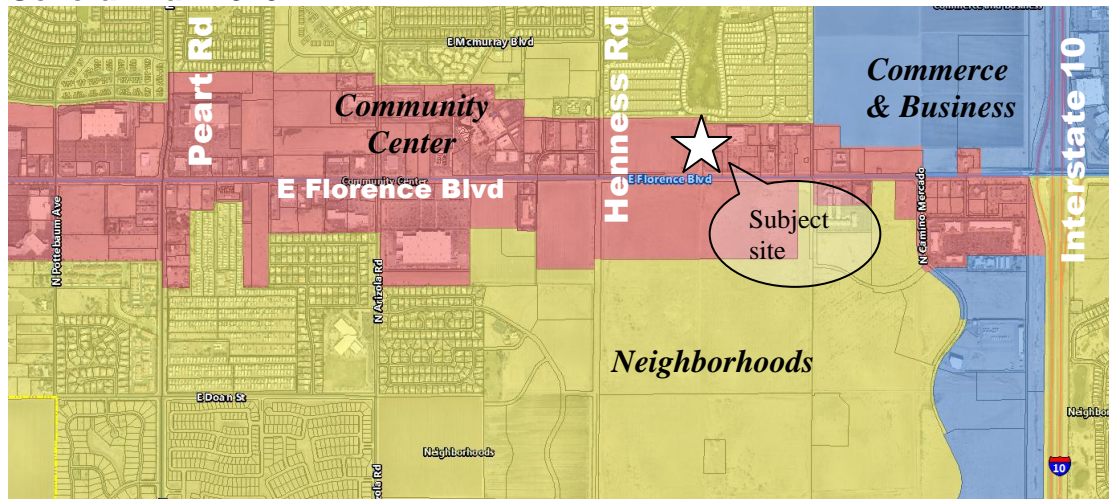 E Mcmurray Blvd
Peart Rd
Henness Rd
Interstate 10
Commerce
& Business
Community
Center
Community Center
E Florence Blvd
E Florence Blvd
N Pottebaum Ave
N Arizola Rd
N Camino Mercado
Subject
site
Neighborhoods
E Doan St
Neighborhoods
10